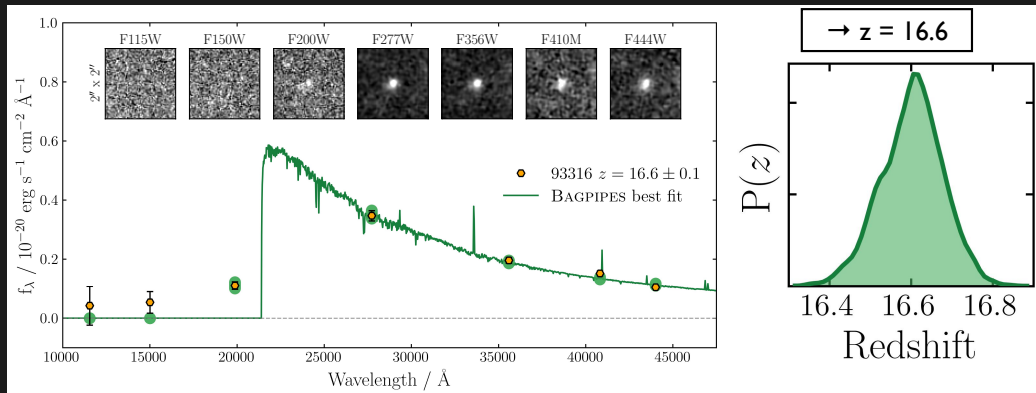 → z = 16.6
F115W F150W F200W F277W F356W F410M F444W
2″ x 2″
93316 z = 16.6 ± 0.1
BAGPIPES best fit
f_λ / 10⁻²⁰ erg s⁻¹ cm⁻² Å⁻¹
1.0
0.8
0.6
0.4
0.2
0.0
10000 15000 20000 25000 30000 35000 40000 45000
Wavelength / Å
P(z)
16.4 16.6 16.8
Redshift